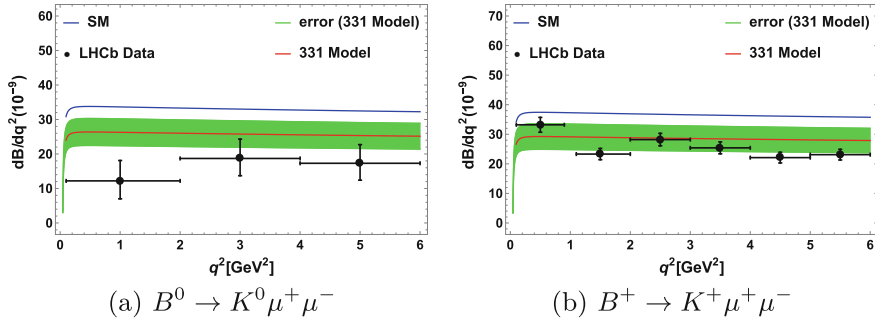 60
50
40
30
20
10
0
dB/dq²(10⁻⁹)
SM
error (331 Model)
LHCb Data
331 Model
0 1 2 3 4 5 6
q²[GeV²]
(a) B⁰ → K⁰μ⁺μ⁻
70
60
50
40
30
20
10
0
dB/dq²(10⁻⁹)
SM
error (331 Model)
LHCb Data
331 Model
0 1 2 3 4 5 6
q²[GeV²]
(b) B⁺ → K⁺μ⁺μ⁻